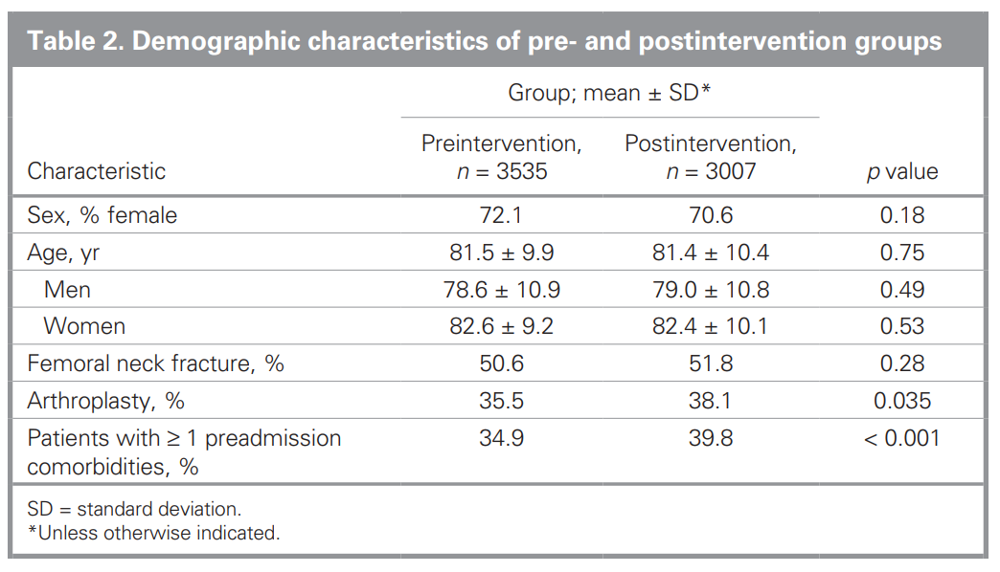 Table 2. Demographic characteristics of pre- and postintervention groups
Group; mean ± SD*
Characteristic Preintervention, n = 3535 Postintervention, n = 3007 p value
Sex, % female 72.1 70.6 0.18
Age, yr 81.5 ± 9.9 81.4 ± 10.4 0.75
Men 78.6 ± 10.9 79.0 ± 10.8 0.49
Women 82.6 ± 9.2 82.4 ± 10.1 0.53
Femoral neck fracture, % 50.6 51.8 0.28
Arthroplasty, % 35.5 38.1 0.035
Patients with ≥ 1 preadmission 34.9 39.8 < 0.001
comorbidities, %
SD = standard deviation.
*Unless otherwise indicated.